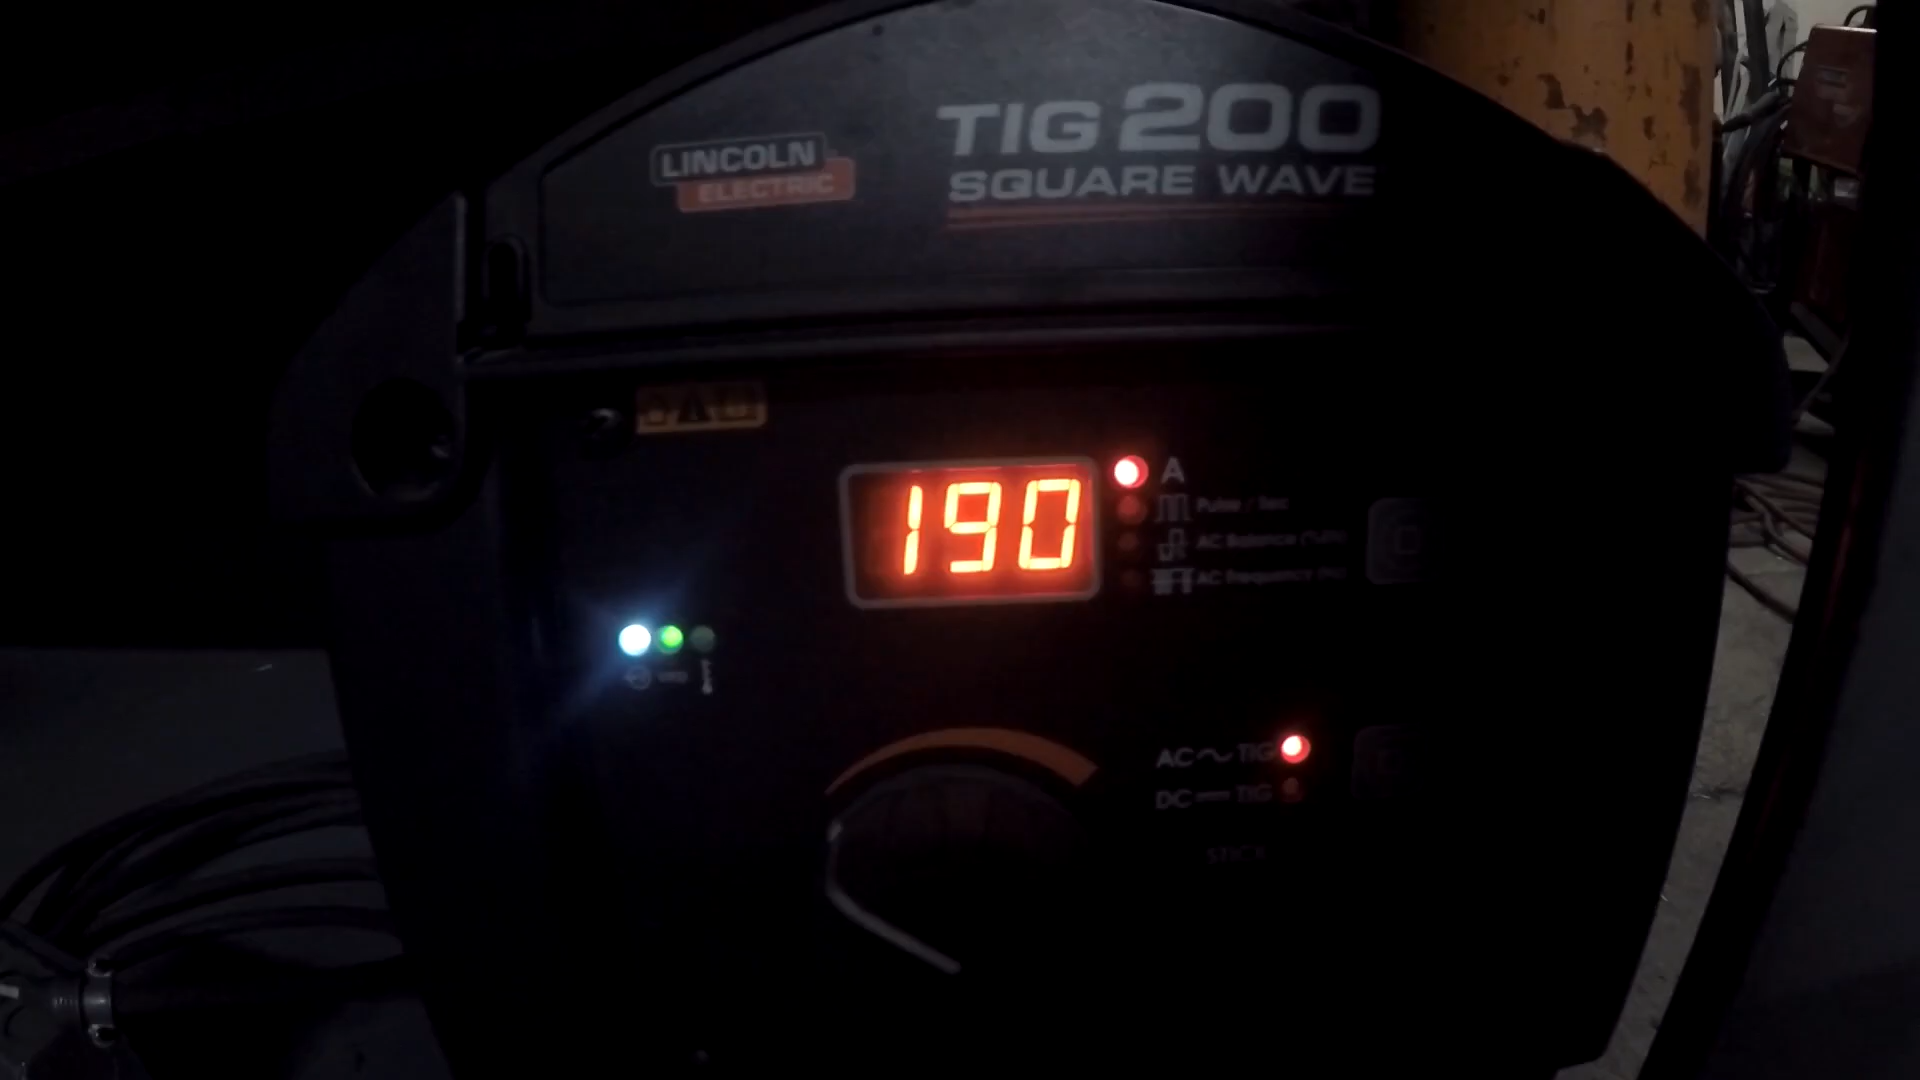 LINCOLN
ELECTRIC
TIG 200
SQUARE WAVE
190
A
Pulse / Sec
AC Balance (%EN)
AC Frequency (Hz)
VRD
AC TIG
DC TIG
STICK